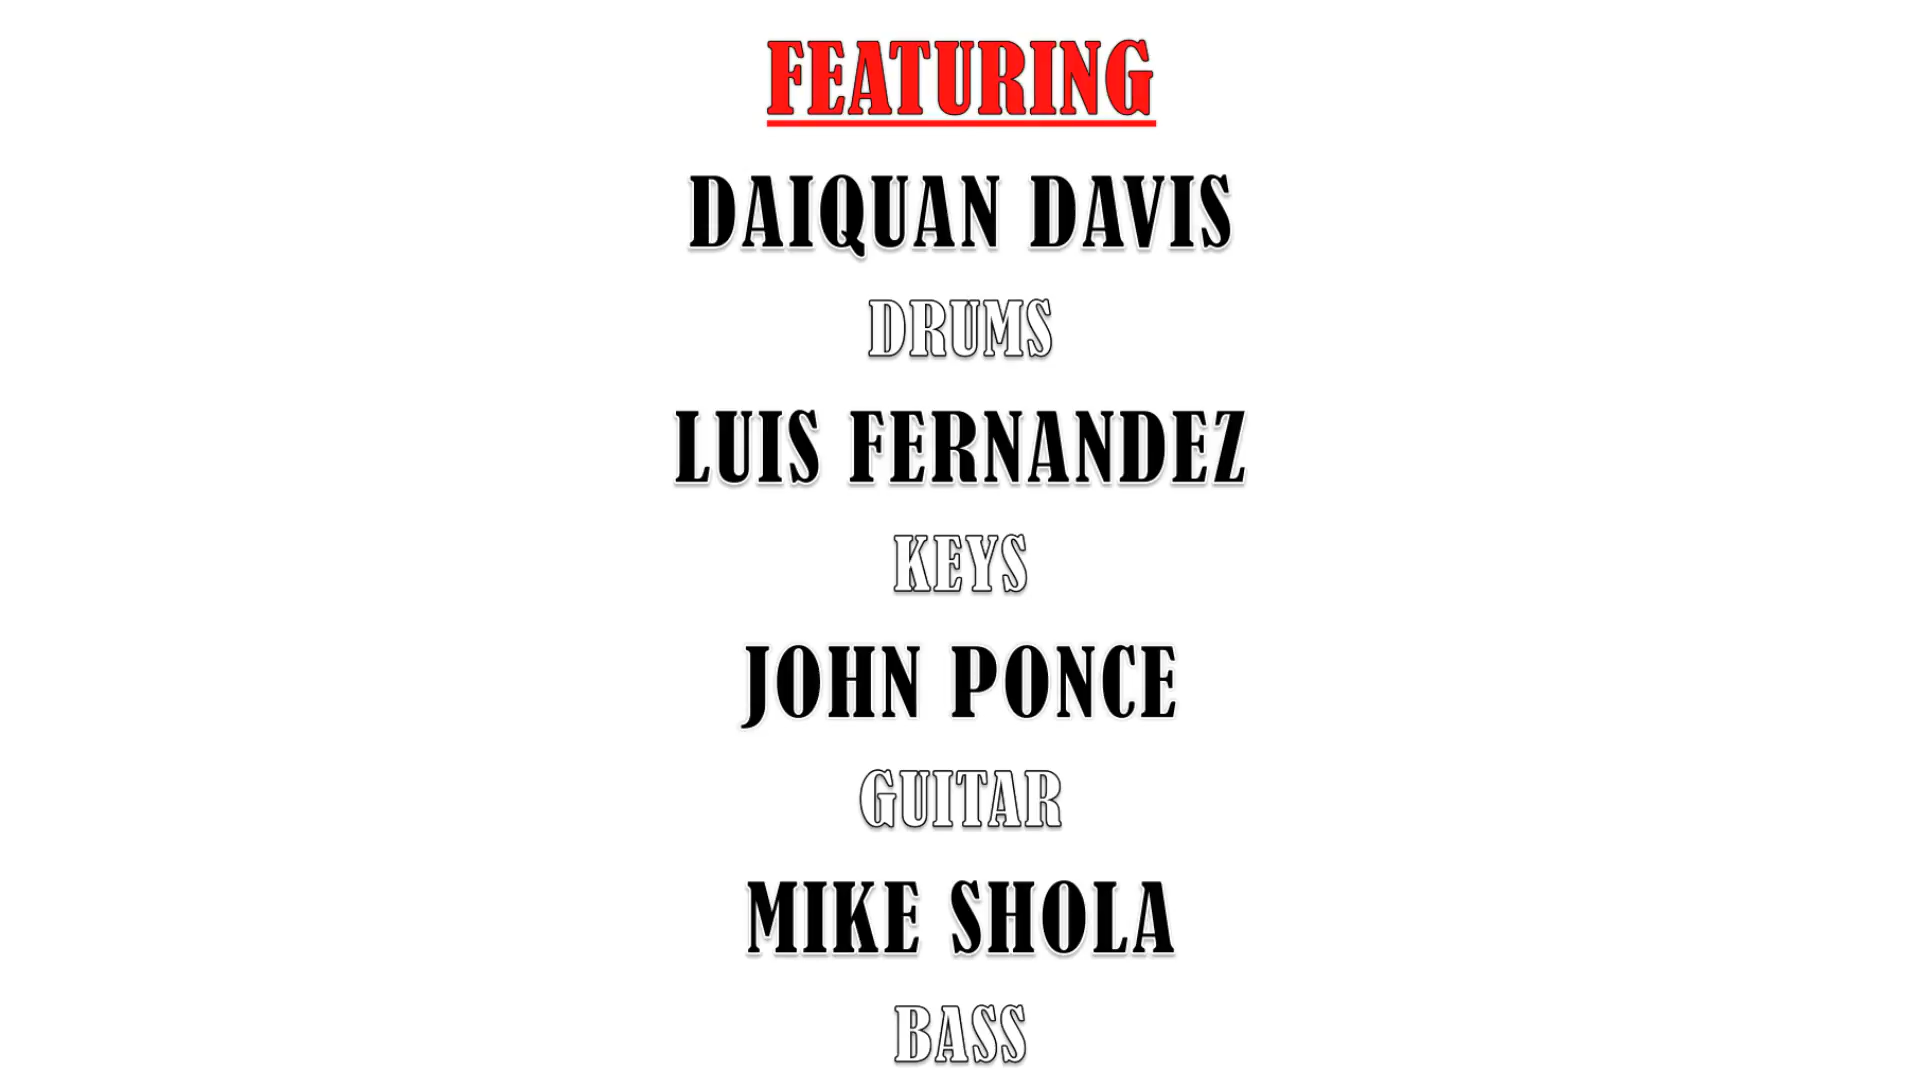 FEATURING
DAIQUAN DAVIS
DRUMS
LUIS FERNANDEZ
KEYS
JOHN PONCE
GUITAR
MIKE SHOLA
BASS